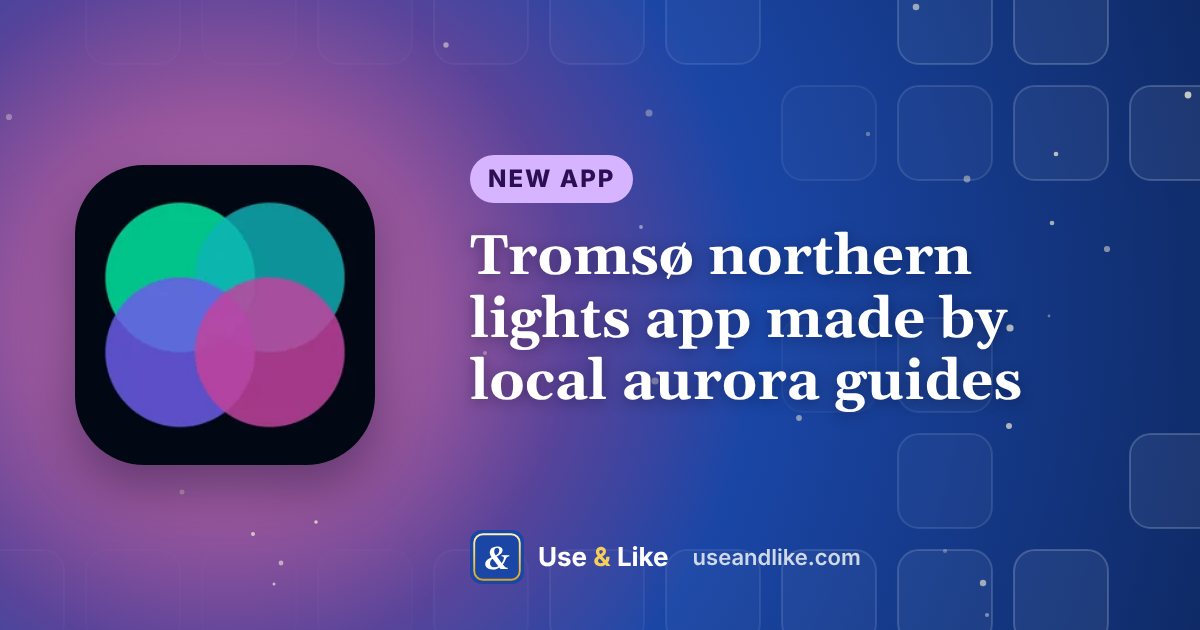 NEW APP
Tromsø northern
lights app made by
local aurora guides
& Use & Like useandlike.com